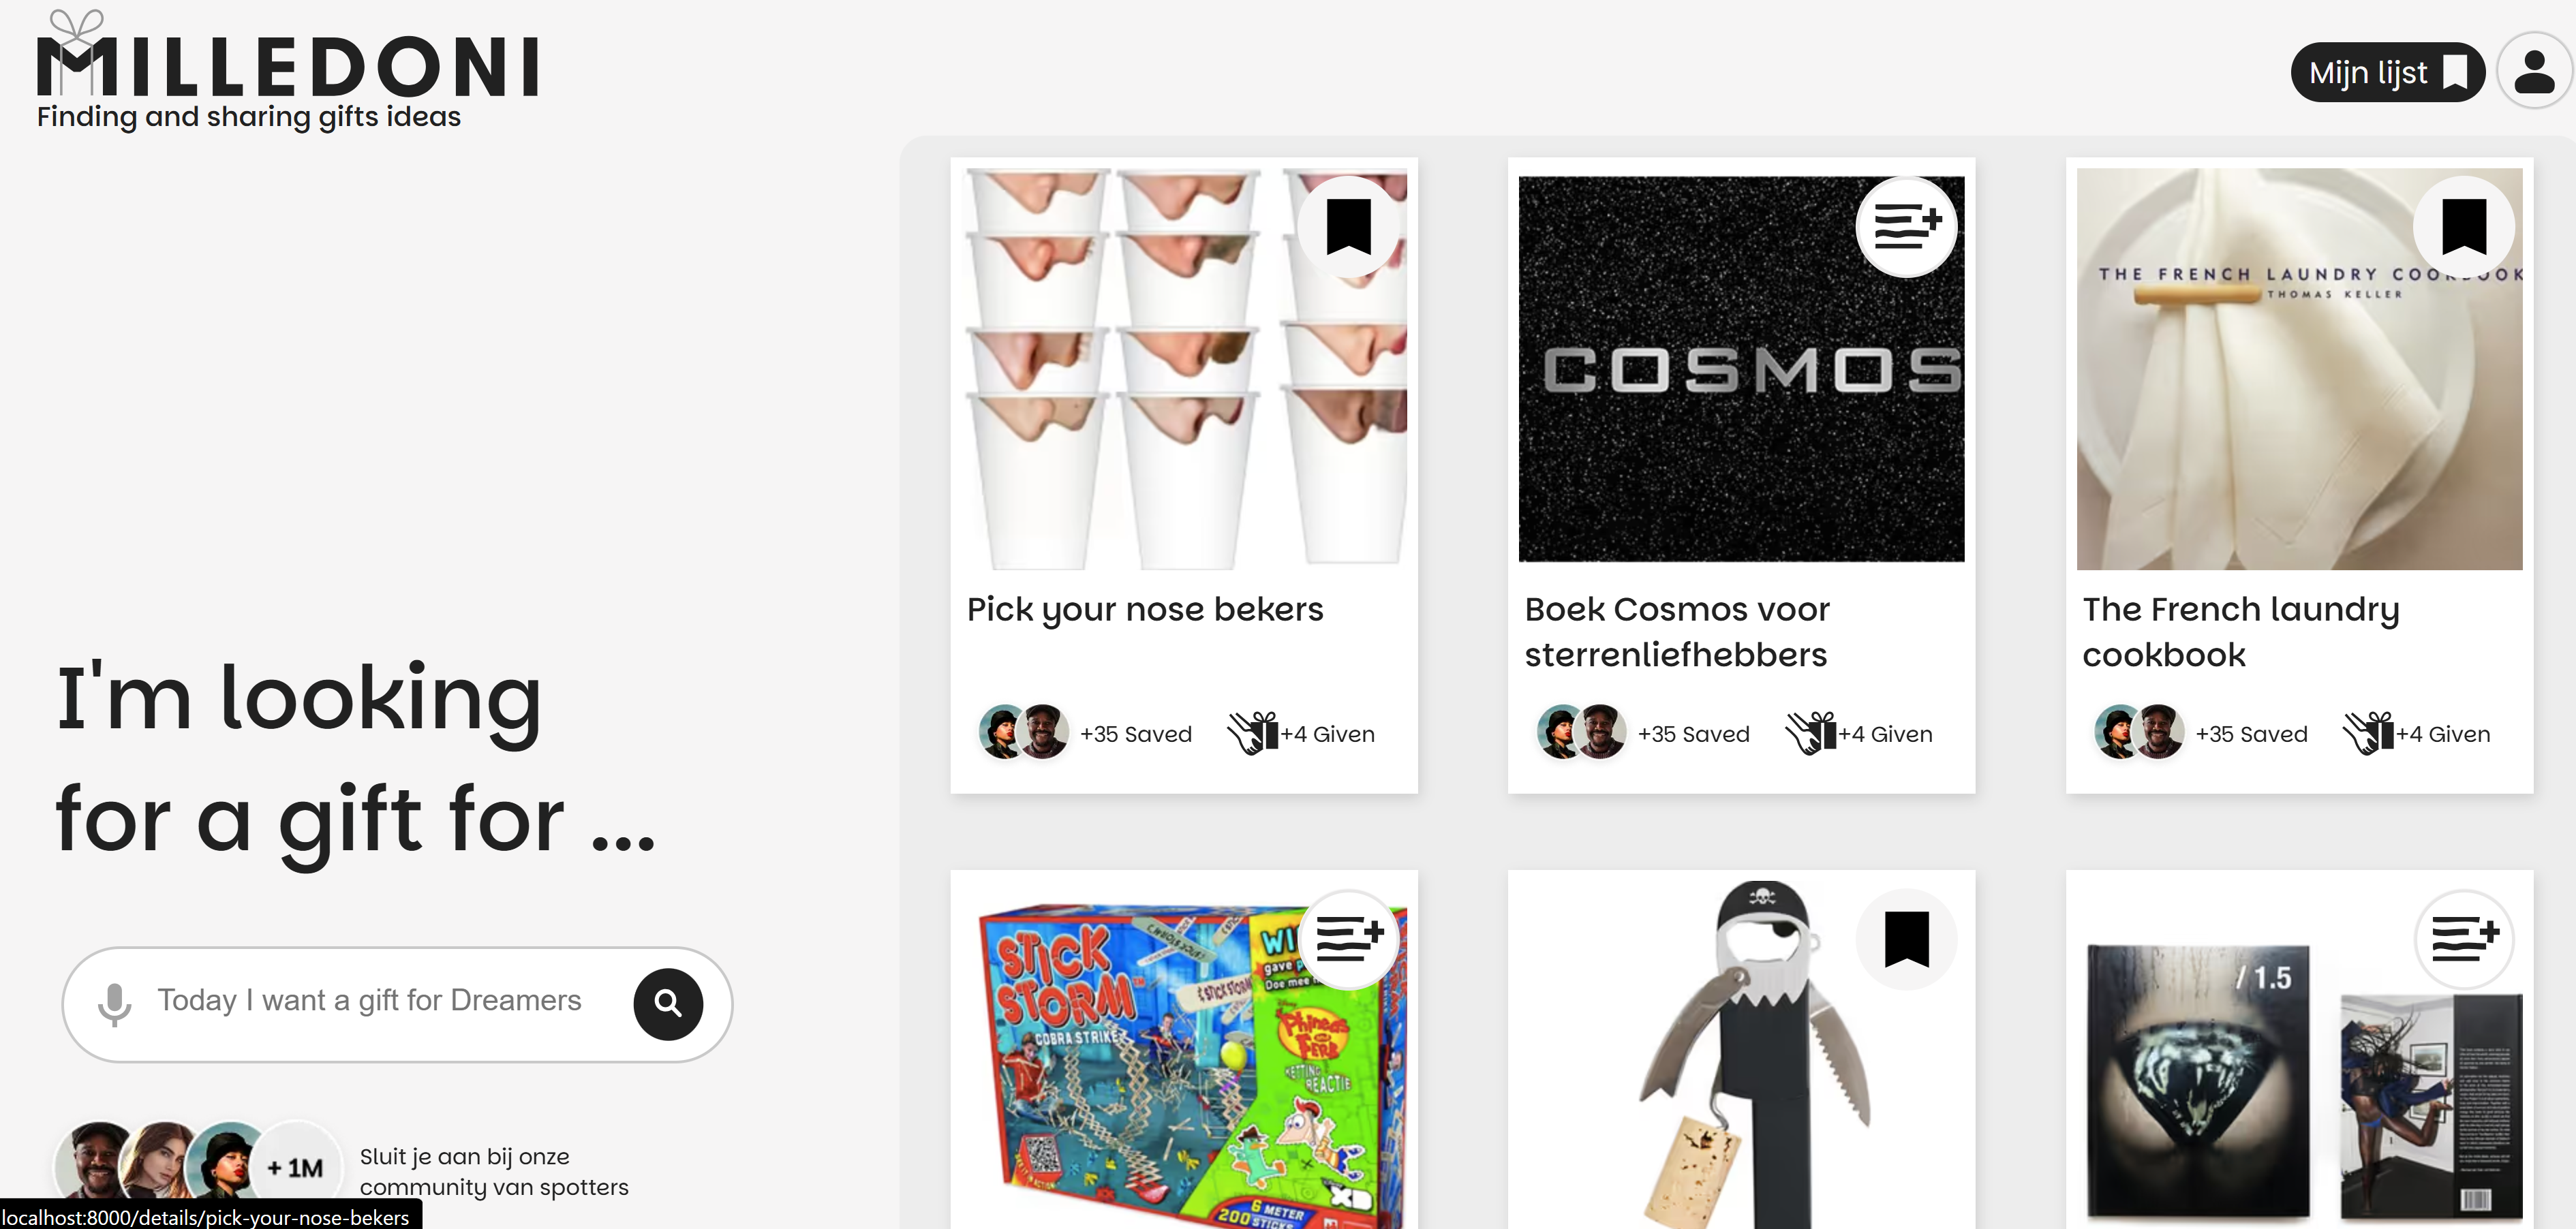 MILLEDONI
Finding and sharing gifts ideas
Mijn lijst
I'm looking
for a gift for ...
Today I want a gift for Dreamers
+ 1M
Sluit je aan bij onze
community van spotters
localhost:8000/details/pick-your-nose-bekers
Pick your nose bekers
+35 Saved
+4 Given
COSMOS
Boek Cosmos voor
sterrenliefhebbers
+35 Saved
+4 Given
THE FRENCH LAUNDRY
THOMAS KELLER
The French laundry
cookbook
+35 Saved
+4 Given
STICK
STORM
COBRA STRIKE
gave
Doe mee
Phineas
AND
FERB
KETTING
REACTIE
XD
6 METER
200 STICKS
/ 1.5